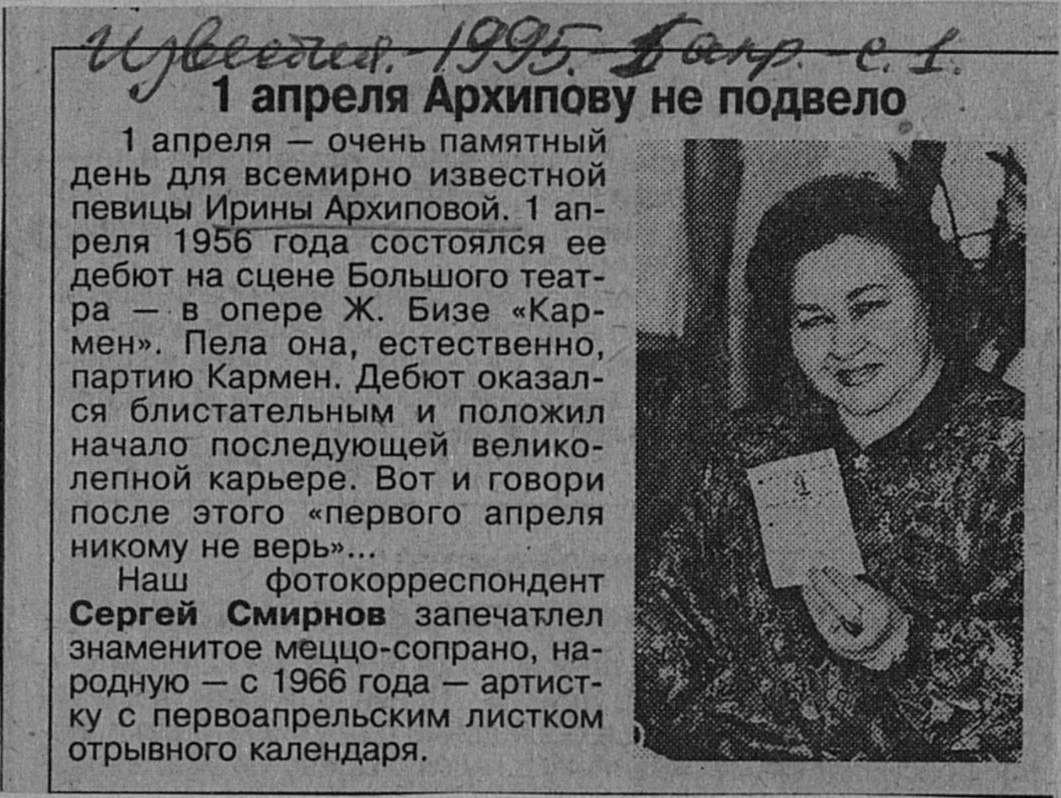 Известия. - 1995. - 1 апр. - с. 1.
1 апреля Архипову не подвело
1 апреля — очень памятный
день для всемирно известной
певицы Ирины Архиповой. 1 ап-
реля 1956 года состоялся ее
дебют на сцене Большого теат-
ра — в опере Ж. Бизе «Кар-
мен». Пела она, естественно,
партию Кармен. Дебют оказал-
ся блистательным и положил
начало последующей велико-
лепной карьере. Вот и говори
после этого «первого апреля
никому не верь»...
Наш фотокорреспондент
Сергей Смирнов запечатлел
знаменитое меццо-сопрано, на-
родную — с 1966 года — артист-
ку с первоапрельским листком
отрывного календаря.
1